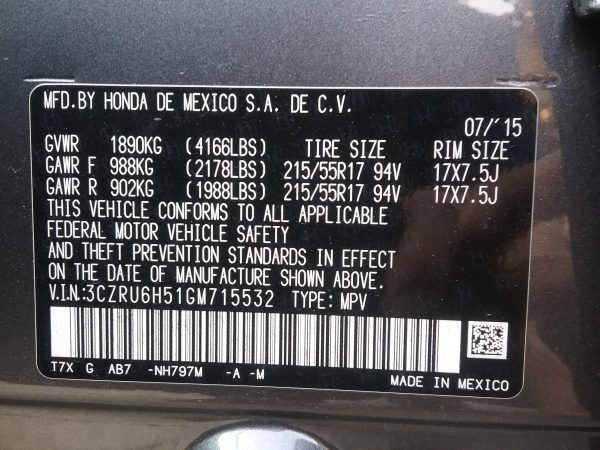 MFD.BY HONDA DE MEXICO S.A. DE C.V.
07/'15
GVWR 1890KG (4166LBS) TIRE SIZE RIM SIZE
GAWR F 988KG (2178LBS) 215/55R17 94V 17X7.5J
GAWR R 902KG (1988LBS) 215/55R17 94V 17X7.5J
THIS VEHICLE CONFORMS TO ALL APPLICABLE
FEDERAL MOTOR VEHICLE SAFETY
AND THEFT PREVENTION STANDARDS IN EFFECT
ON THE DATE OF MANUFACTURE SHOWN ABOVE.
V.I.N.:3CZRU6H51GM715532 TYPE: MPV
T7X G AB7 -NH797M -A -M
MADE IN MEXICO